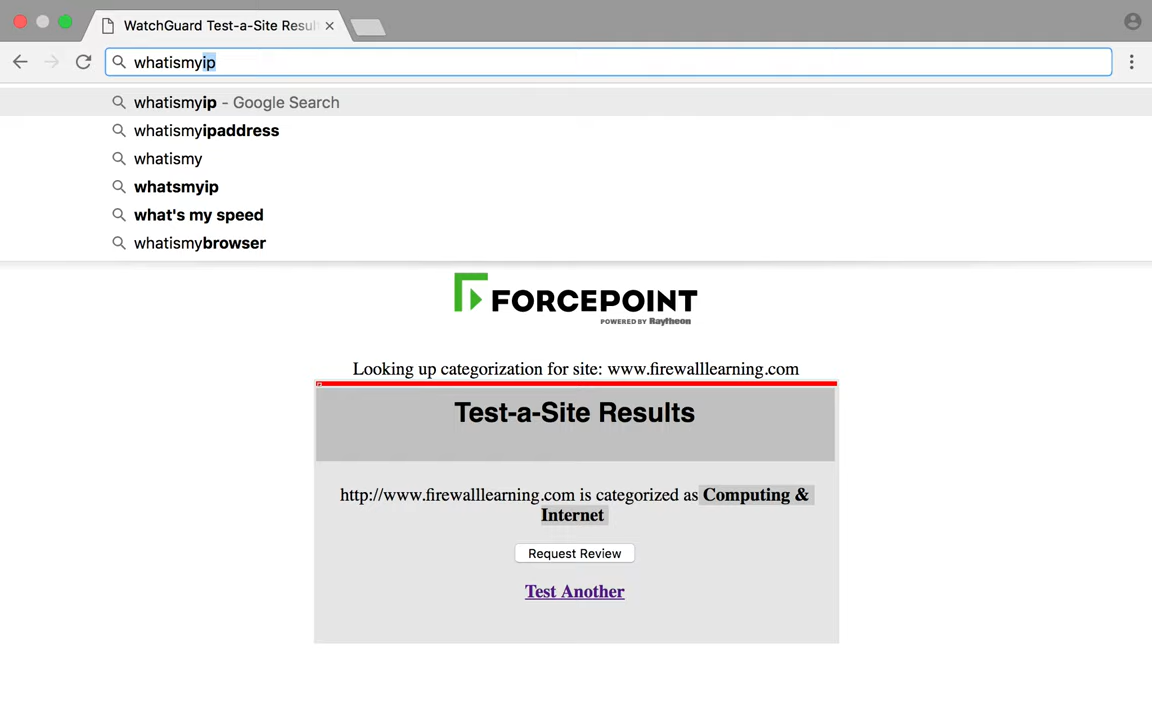 WatchGuard Test-a-Site Resul
whatismyip
whatismyip - Google Search
whatismyipaddress
whatismy
whatsmyip
what's my speed
whatismybrowser
FORCEPOINT
POWERED BY Raytheon
Looking up categorization for site: www.firewalllearning.com
Test-a-Site Results
http://www.firewalllearning.com is categorized as Computing &
Internet
Request Review
Test Another